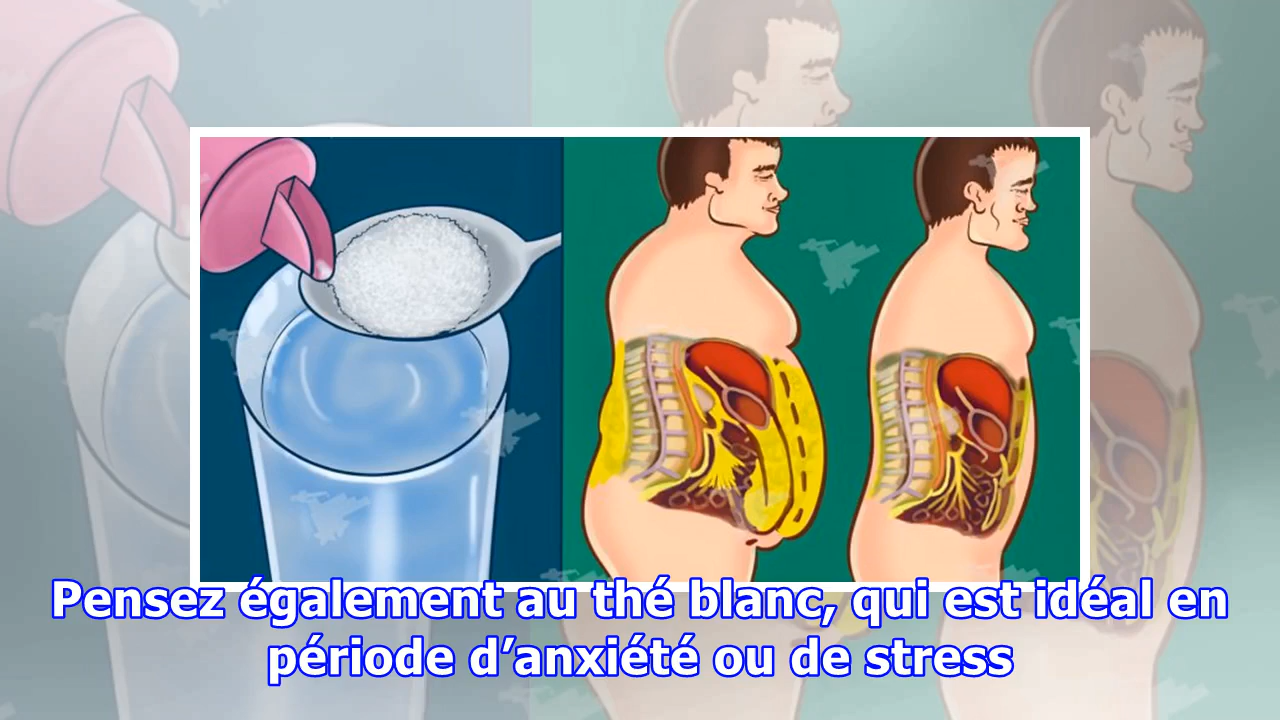 Pensez également au thé blanc, qui est idéal en
période d’anxiété ou de stress